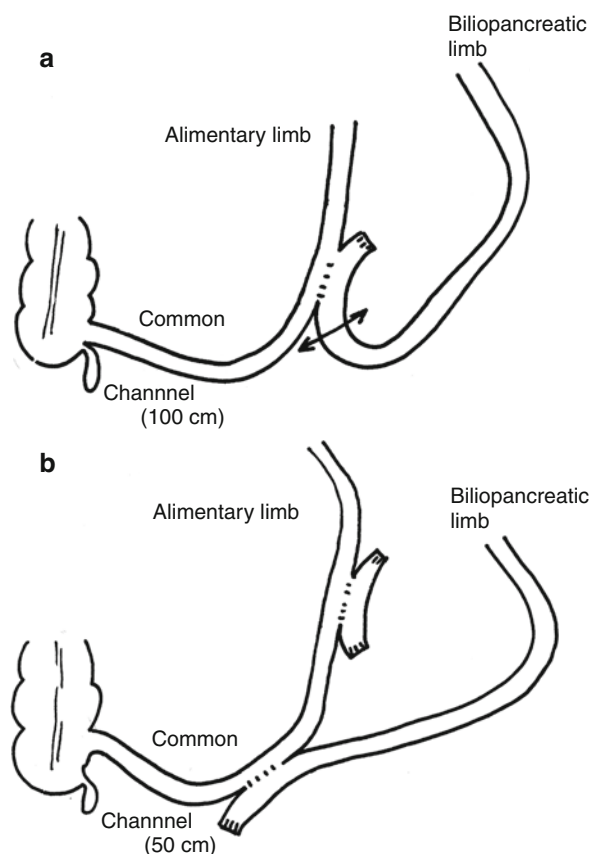 a
Biliopancreatic
limb
Alimentary limb
Common
Channnel
(100 cm)
b
Alimentary limb
Biliopancreatic
limb
Common
Channnel
(50 cm)